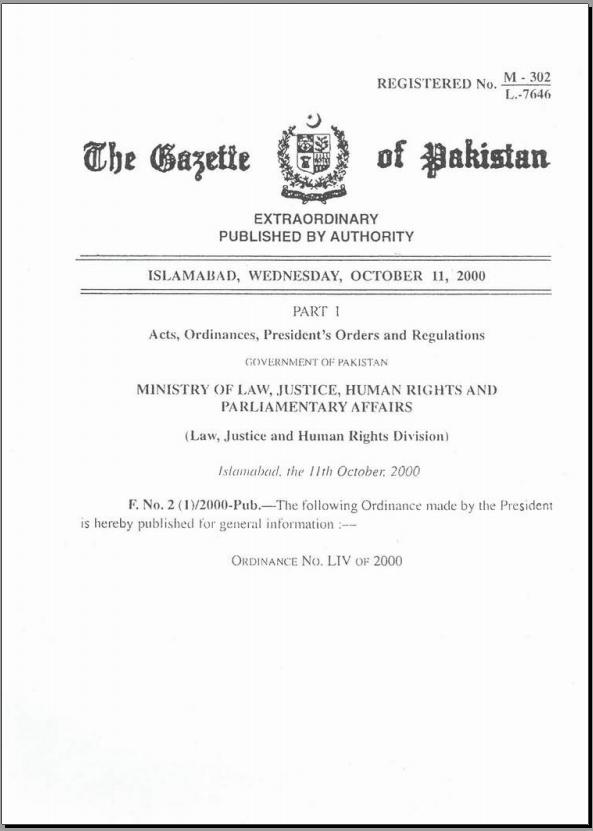 REGISTERED No. M - 302
L.-7646
The Gazette of Pakistan
EXTRAORDINARY
PUBLISHED BY AUTHORITY
ISLAMABAD, WEDNESDAY, OCTOBER 11, 2000
PART I
Acts, Ordinances, President's Orders and Regulations
GOVERNMENT OF PAKISTAN
MINISTRY OF LAW, JUSTICE, HUMAN RIGHTS AND
PARLIAMENTARY AFFAIRS
(Law, Justice and Human Rights Division)
Islamabad, the 11th October, 2000
F. No. 2 (1)/2000-Pub.—The following Ordinance made by the President
is hereby published for general information :—
ORDINANCE No. LIV OF 2000